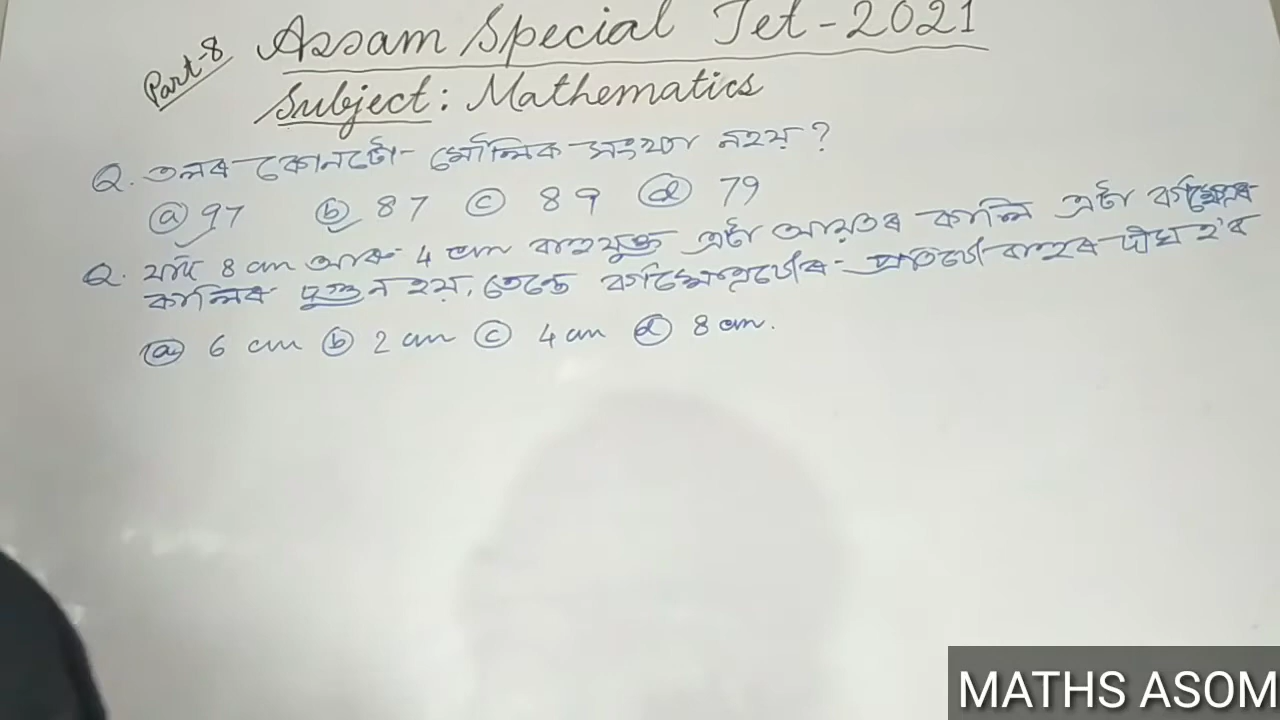 Part-8 Assam Special Tet-2021
Subject: Mathematics
Q. তলৰ কোনটো মৌলিক সংখ্যা নহয়?
(a) 97 (b) 87 (c) 89 (d) 79
Q. যদি 8 cm আৰু 4 cm বাহুযুক্ত এটা আয়তৰ কালি এটা বৰ্গক্ষেত্ৰৰ
কালিৰ দুগুন হয়, তেন্তে বৰ্গক্ষেত্ৰটোৰ প্ৰতিটো বাহুৰ দীঘ হ'ব
(a) 6 cm (b) 2 cm (c) 4 cm (d) 8 cm.
MATHS ASOM